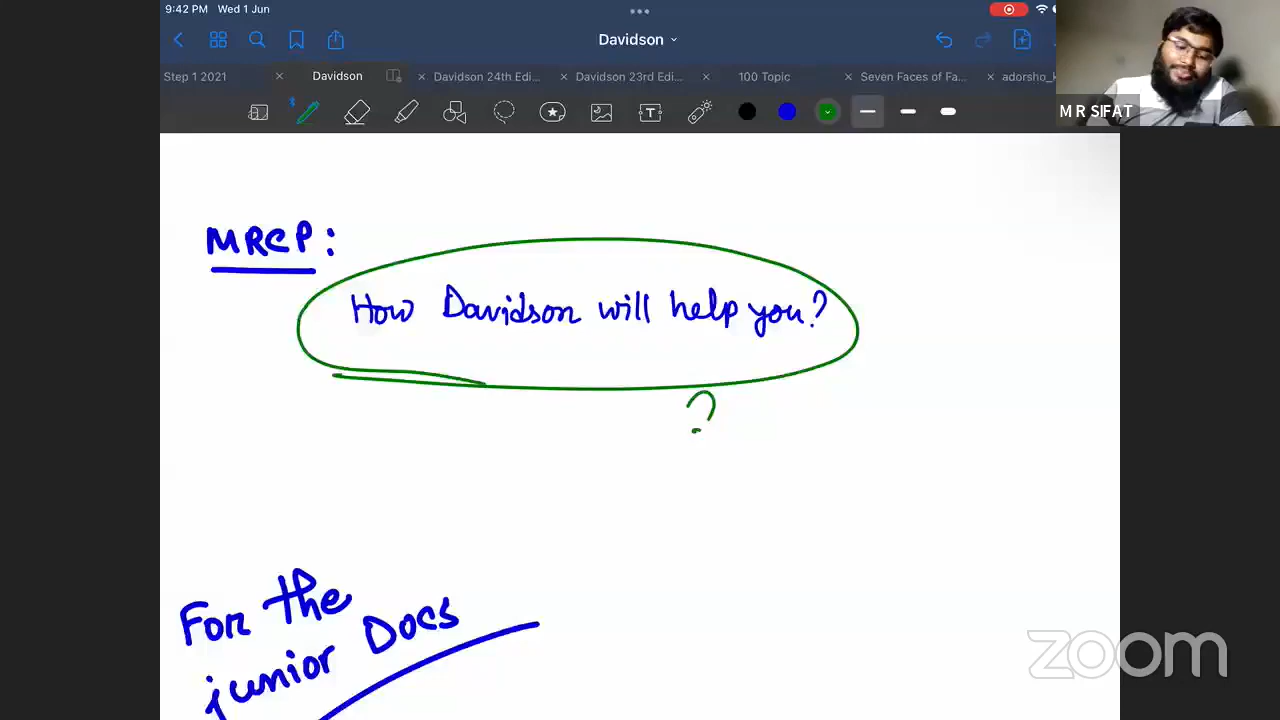 9:42 PM Wed 1 Jun
Davidson
Step 1 2021
Davidson
Davidson 24th Edi...
Davidson 23rd Edi...
100 Topic
Seven Faces of Fa...
adorsho_k
M R SIFAT
MRCP:
How Davidson will help you?
?
For the
junior Docs
zoom